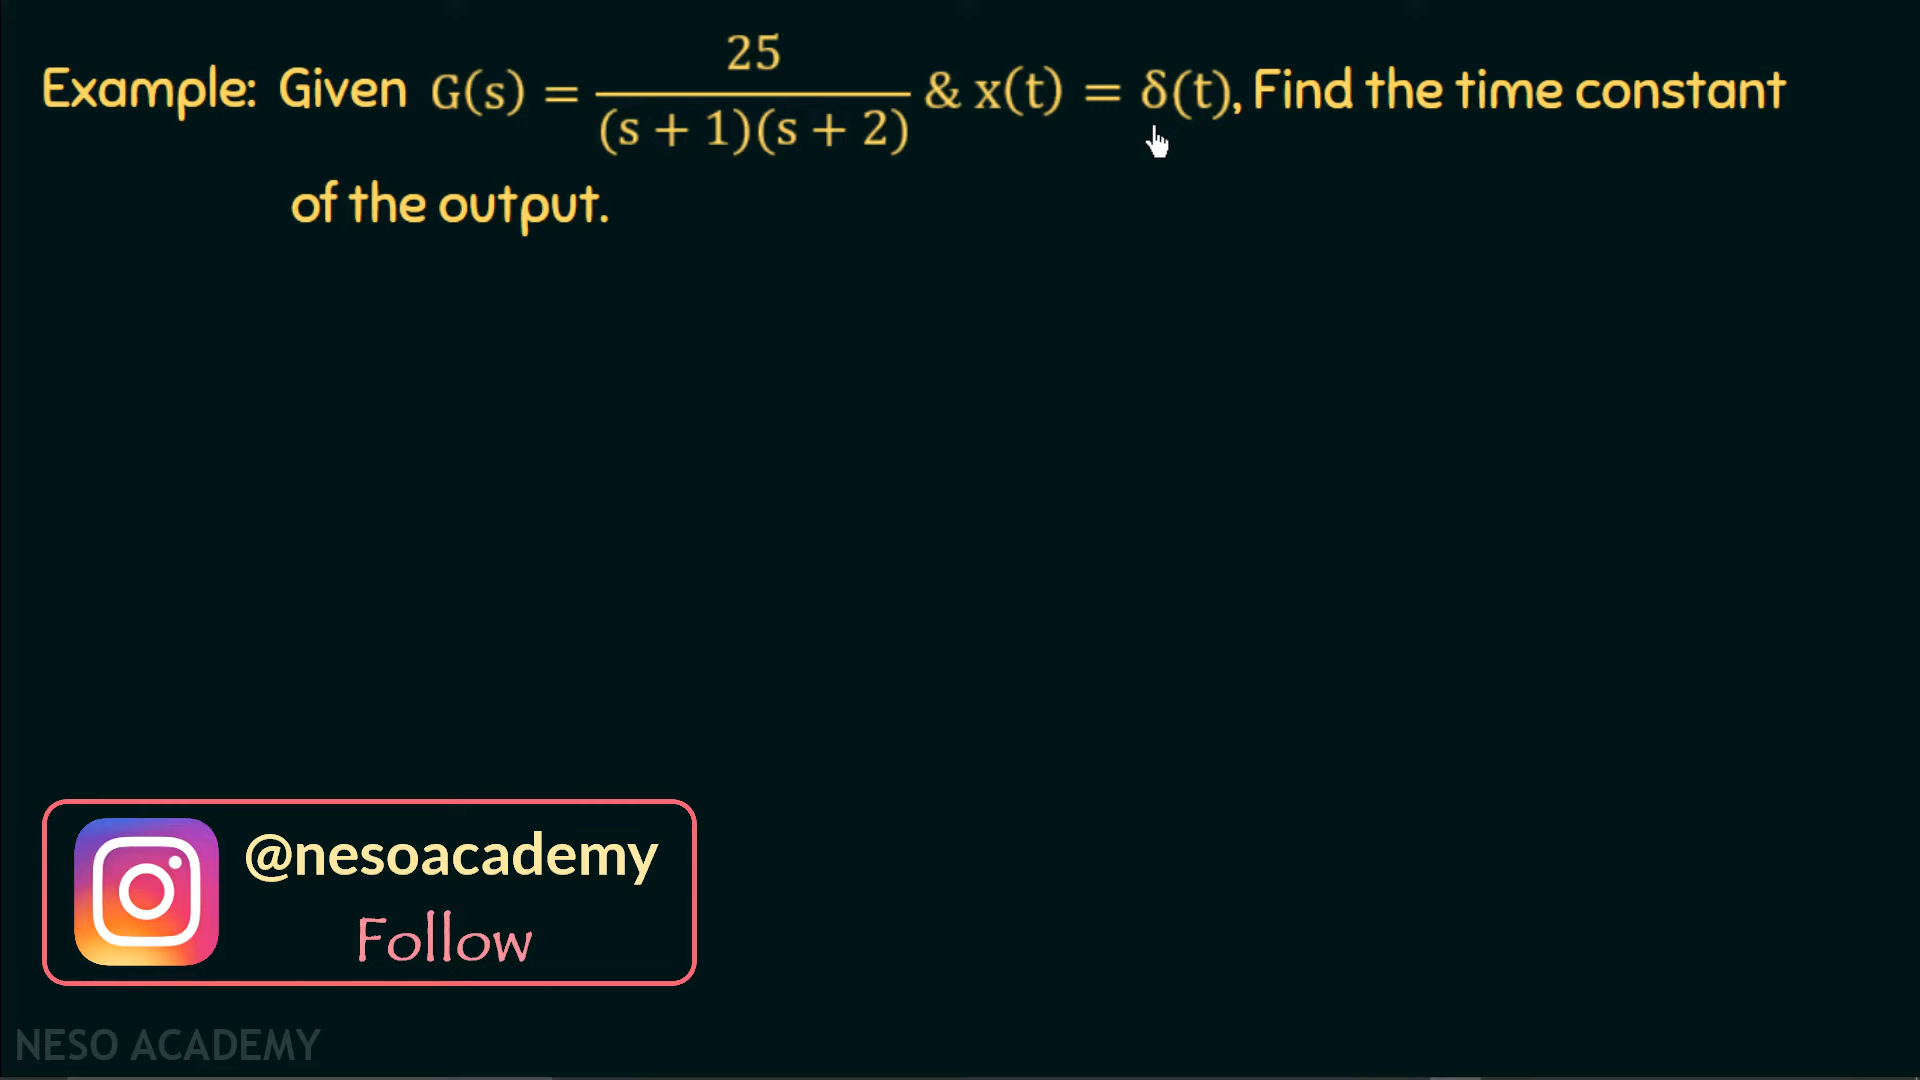 Example: Given G(s) = 25 / (s + 1)(s + 2) & x(t) = δ(t), Find the time constant
of the output.
@nesoacademy
Follow
NESO ACADEMY